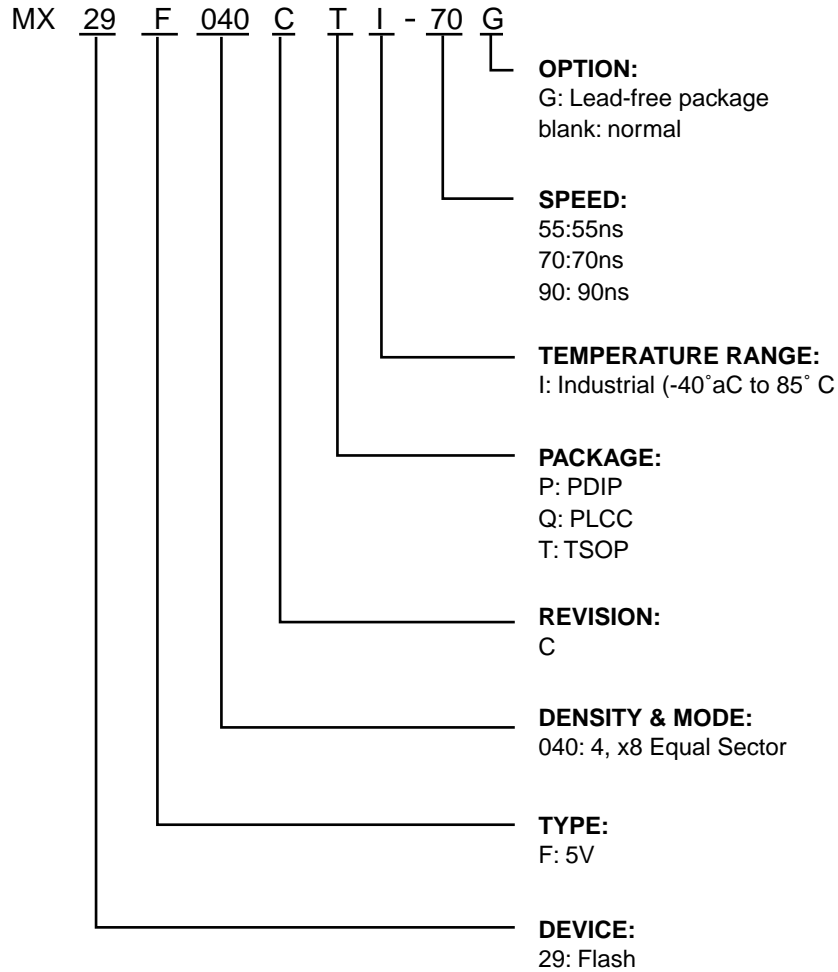 MX 29 F 040 C T I - 70 G
OPTION:
G: Lead-free package
blank: normal
SPEED:
55:55ns
70:70ns
90: 90ns
TEMPERATURE RANGE:
I: Industrial (-40˚aC to 85˚ C
PACKAGE:
P: PDIP
Q: PLCC
T: TSOP
REVISION:
C
DENSITY & MODE:
040: 4, x8 Equal Sector
TYPE:
F: 5V
DEVICE:
29: Flash